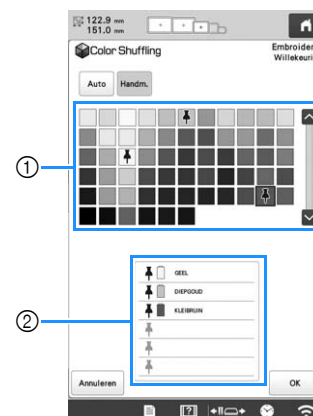 122.9 mm
151.0 mm
Color Shuffling
Embroider
Willekeuri
Auto Handm.
①
②
GEEL
DIEPGOUD
KLEIBRUIN
Annuleren
OK